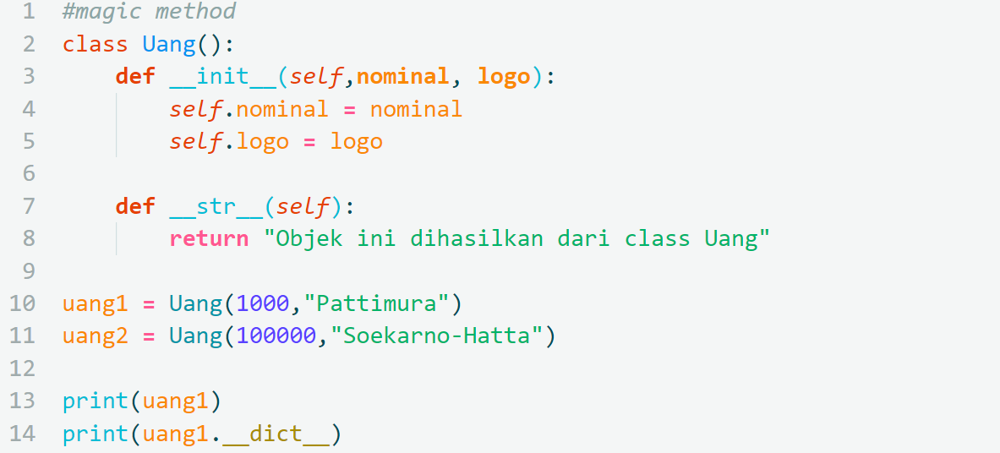 1 #magic method
2 class Uang():
3     def __init__(self,nominal, logo):
4         self.nominal = nominal
5         self.logo = logo
6
7     def __str__(self):
8         return "Objek ini dihasilkan dari class Uang"
9
10 uang1 = Uang(1000,"Pattimura")
11 uang2 = Uang(100000,"Soekarno-Hatta")
12
13 print(uang1)
14 print(uang1.__dict__)